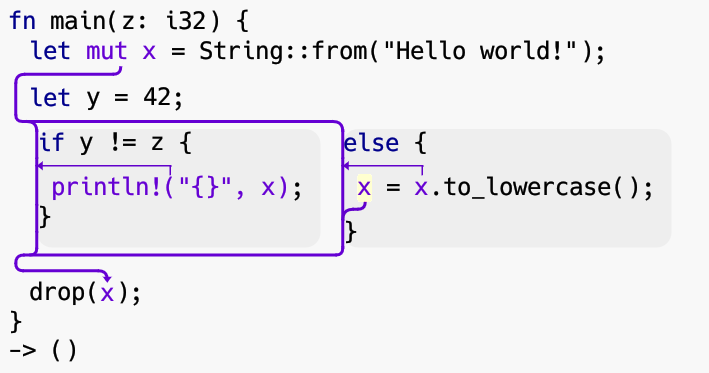 fn main(z: i32) {
let mut x = String::from("Hello world!");
let y = 42;
if y != z {
println!("{}", x);
}
else {
x = x.to_lowercase();
}
drop(x);
}
-> ()